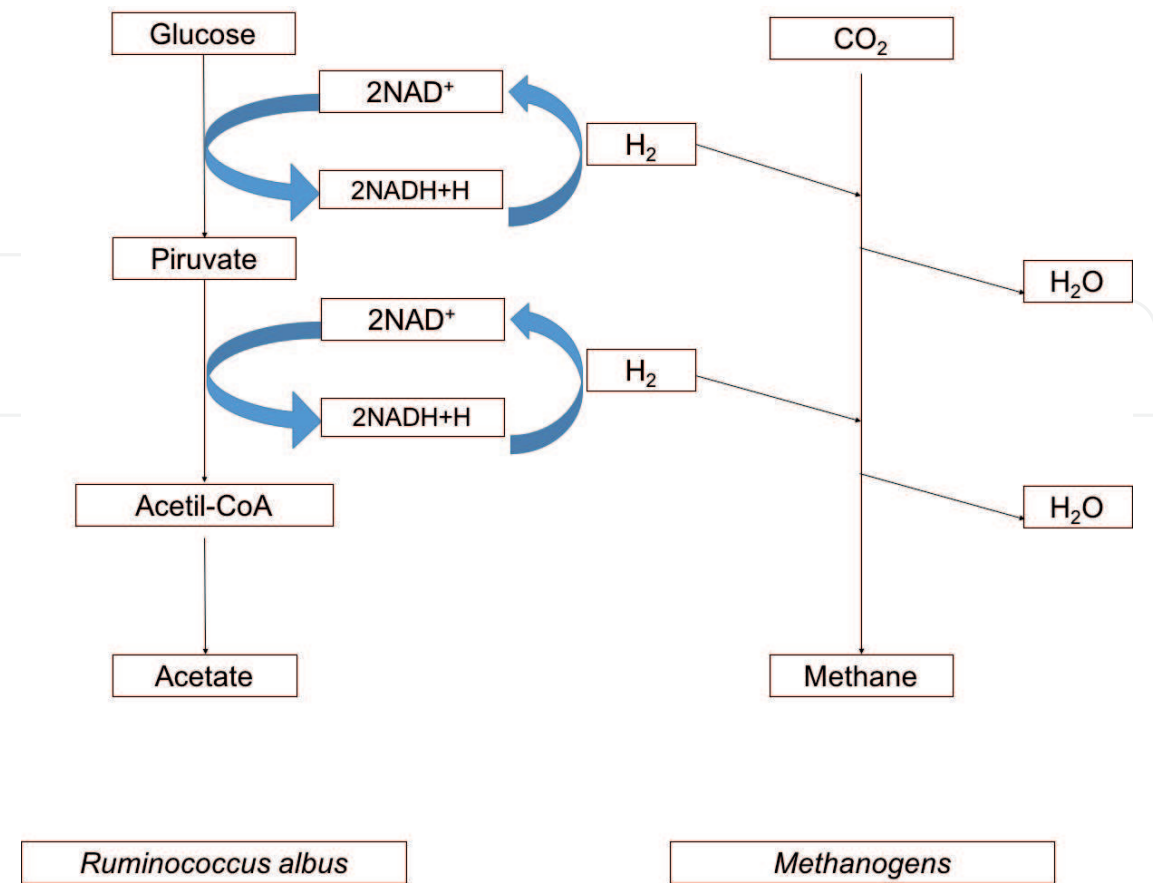 Glucose
CO₂
2NAD⁺
H₂
2NADH+H
Piruvate
H₂O
2NAD⁺
H₂
2NADH+H
Acetil-CoA
H₂O
Acetate
Methane
Ruminococcus albus
Methanogens